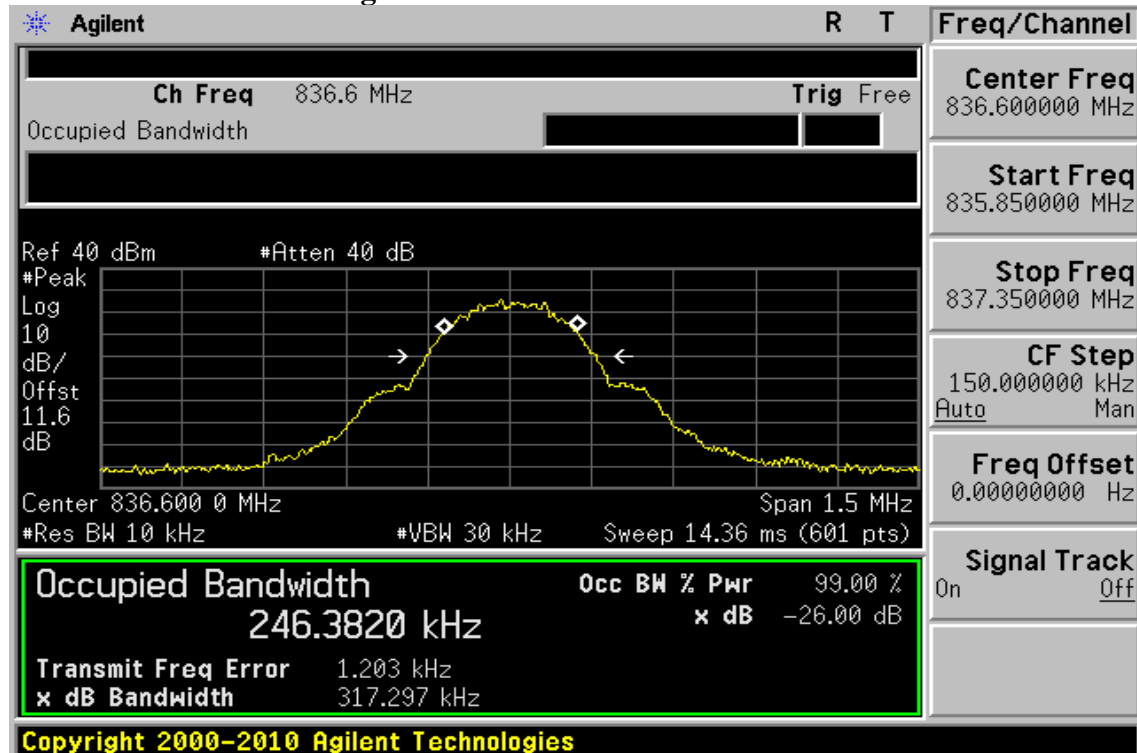 Agilent R T
Freq/Channel
Ch Freq 836.6 MHz Trig Free
Occupied Bandwidth
Center Freq
836.600000 MHz
Start Freq
835.850000 MHz
Stop Freq
837.350000 MHz
CF Step
150.000000 kHz
Auto Man
Freq Offset
0.00000000 Hz
Signal Track
On Off
Ref 40 dBm #Atten 40 dB
#Peak
Log
10
dB/
Offst
11.6
dB
Center 836.600 0 MHz Span 1.5 MHz
#Res BW 10 kHz #VBW 30 kHz Sweep 14.36 ms (601 pts)
Occupied Bandwidth
246.3820 kHz
Occ BW % Pwr 99.00 %
x dB -26.00 dB
Transmit Freq Error 1.203 kHz
x dB Bandwidth 317.297 kHz
Copyright 2000-2010 Agilent Technologies